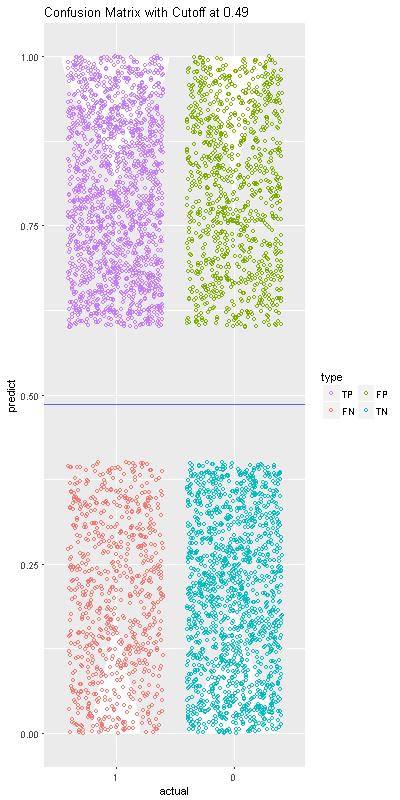 Confusion Matrix with Cutoff at 0.49
1.00
0.75
0.50
0.25
0.00
predict
1 0
actual
type
TP FP
FN TN